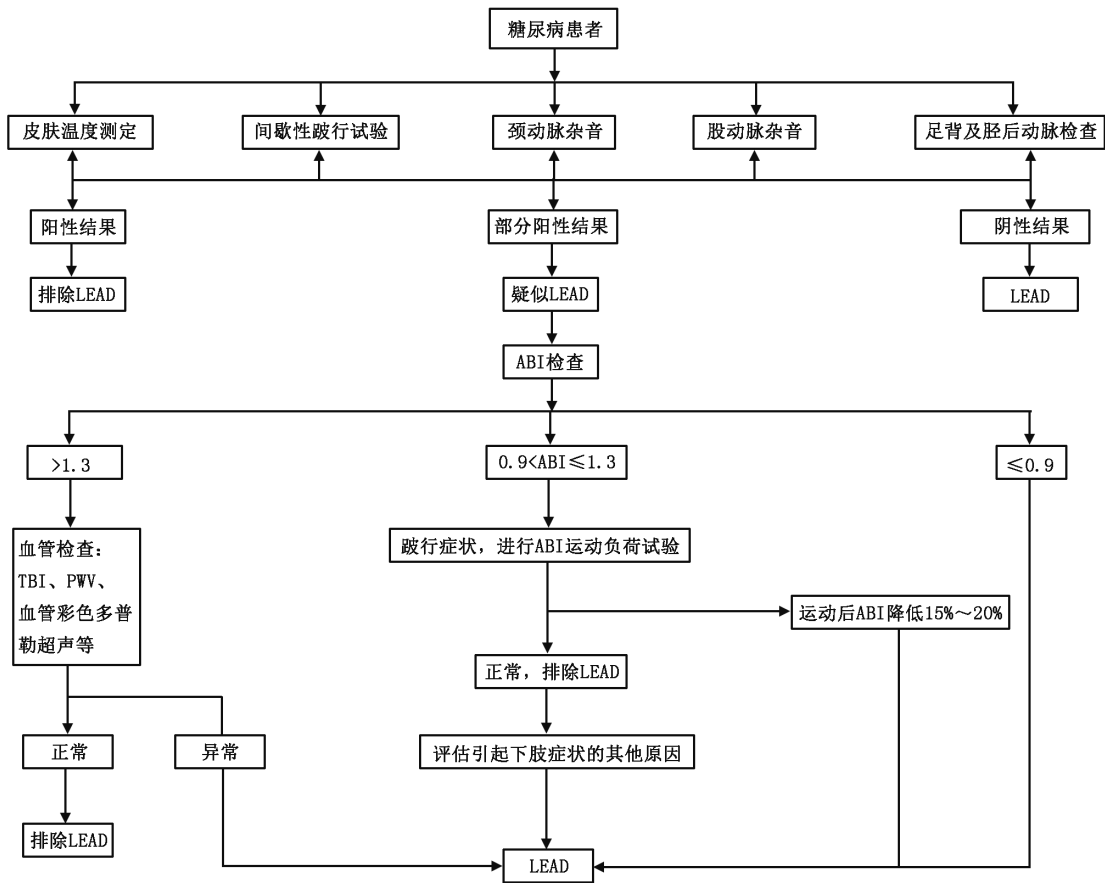 糖尿病患者
皮肤温度测定
间歇性跛行试验
颈动脉杂音
股动脉杂音
足背及胫后动脉检查
阳性结果
部分阳性结果
阴性结果
排除LEAD
疑似LEAD
LEAD
ABI检查
>1.3
0.9<ABI≤1.3
≤0.9
血管检查：
TBI、PWV、
血管彩色多普
勒超声等
跛行症状，进行ABI运动负荷试验
运动后ABI降低15%～20%
正常，排除LEAD
正常
异常
评估引起下肢症状的其他原因
排除LEAD
LEAD